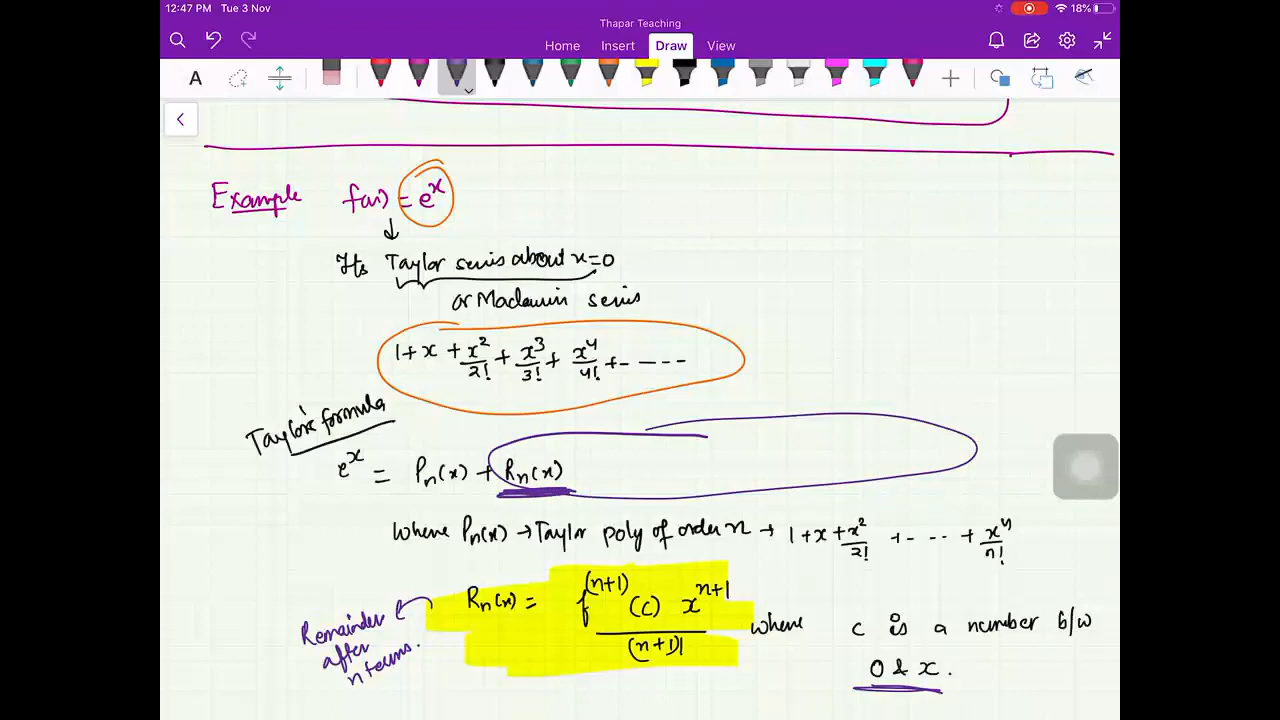 12:47 PM Tue 3 Nov
18%
Thapar Teaching
Home Insert Draw View
A
Example f(x) = e^x
↓
Its Taylor series about x=0
or Maclaurin series
1 + x + x²/2! + x³/3! + x⁴/4! + - - - - -
Taylor's formula
e^x = Pn(x) + Rn(x)
Where Pn(x) → Taylor poly of order n → 1 + x + x²/2! + - - - - + x^n/n!
Rn(x) = f^(n+1) (c) x^(n+1) / (n+1)! where c is a number b/w
0 & x.
Remainder
after
n terms.